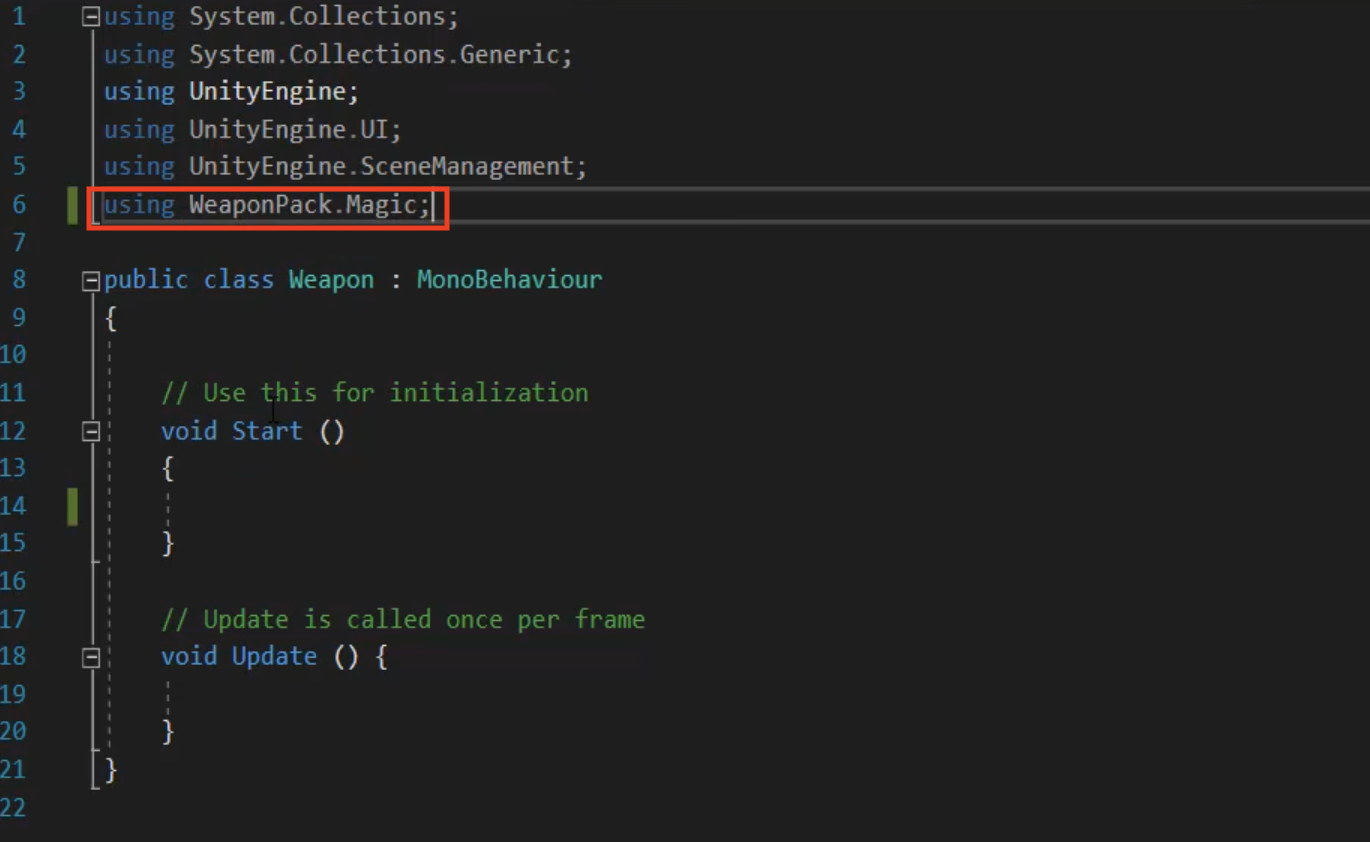 1 using System.Collections;
2 using System.Collections.Generic;
3 using UnityEngine;
4 using UnityEngine.UI;
5 using UnityEngine.SceneManagement;
6 using WeaponPack.Magic;
7
8 public class Weapon : MonoBehaviour
9 {
10
11     // Use this for initialization
12     void Start ()
13     {
14
15     }
16
17     // Update is called once per frame
18     void Update () {
19
20     }
21 }
22